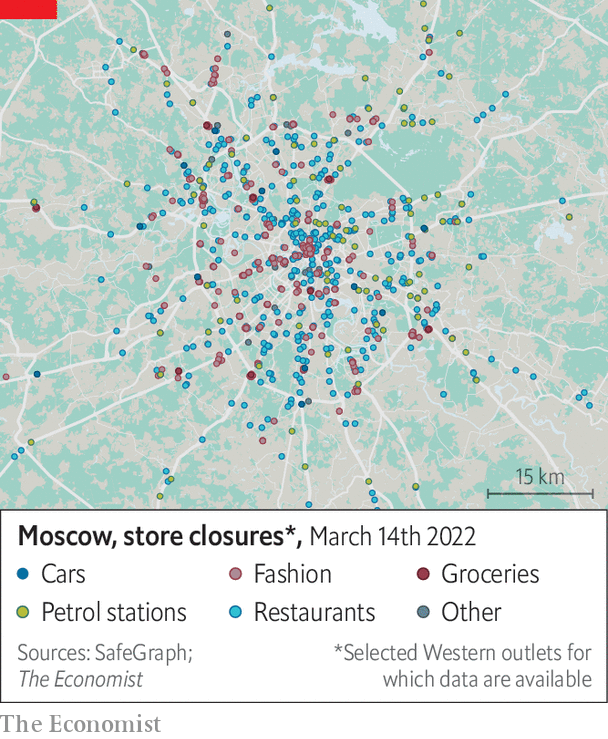 15 km
Moscow, store closures*, March 14th 2022
Cars
Fashion
Groceries
Petrol stations
Restaurants
Other
Sources: SafeGraph;
The Economist
*Selected Western outlets for
which data are available
The Economist